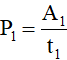 P₁ = A₁ / t₁